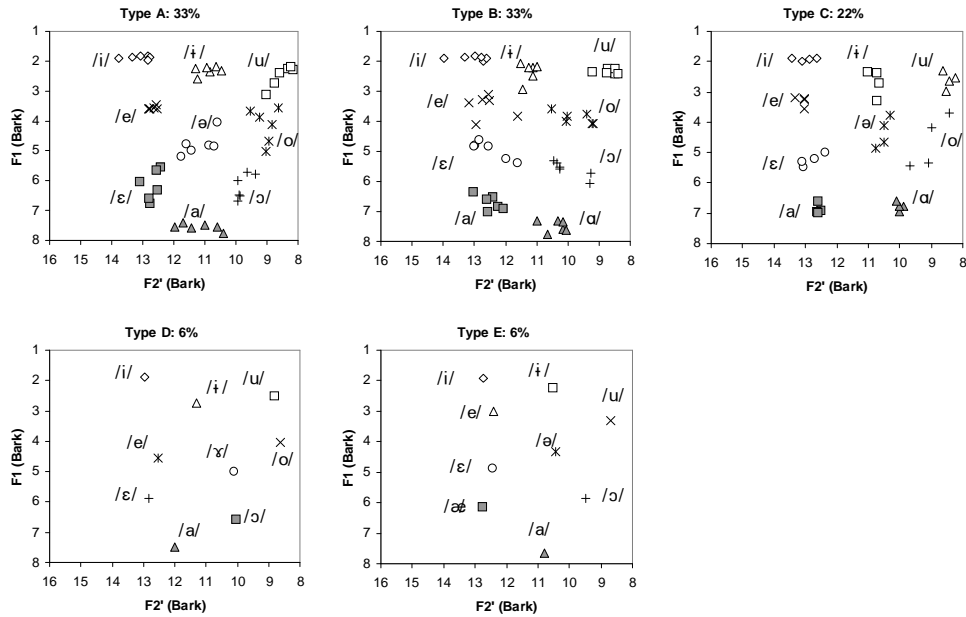 Type A: 33%
F1 (Bark)
1
2
3
4
5
6
7
8
/i/ /ɨ/ /u/
/e/ /ə/ /o/
/ɛ/ /a/ /ɔ/
16 15 14 13 12 11 10 9 8
F2' (Bark)
Type B: 33%
F1 (Bark)
1
2
3
4
5
6
7
8
/i/ /ɨ/ /u/
/e/ /o/
/ɛ/ /ɔ/
/a/ /ɑ/
16 15 14 13 12 11 10 9 8
F2' (Bark)
Type C: 22%
F1 (Bark)
1
2
3
4
5
6
7
8
/i/ /ɨ/ /u/
/e/ /ə/
/ɛ/
/a/ /ɑ/
16 15 14 13 12 11 10 9 8
F2' (Bark)
Type D: 6%
F1 (Bark)
1
2
3
4
5
6
7
8
/i/ /ɨ/ /u/
/e/ /ɤ/ /o/
/ɛ/ /ɔ/
/a/
16 15 14 13 12 11 10 9 8
F2' (Bark)
Type E: 6%
F1 (Bark)
1
2
3
4
5
6
7
8
/i/ /ɨ/
/e/ /u/
/ə/
/ɛ/
/ɔ/
/a/
16 15 14 13 12 11 10 9 8
F2' (Bark)